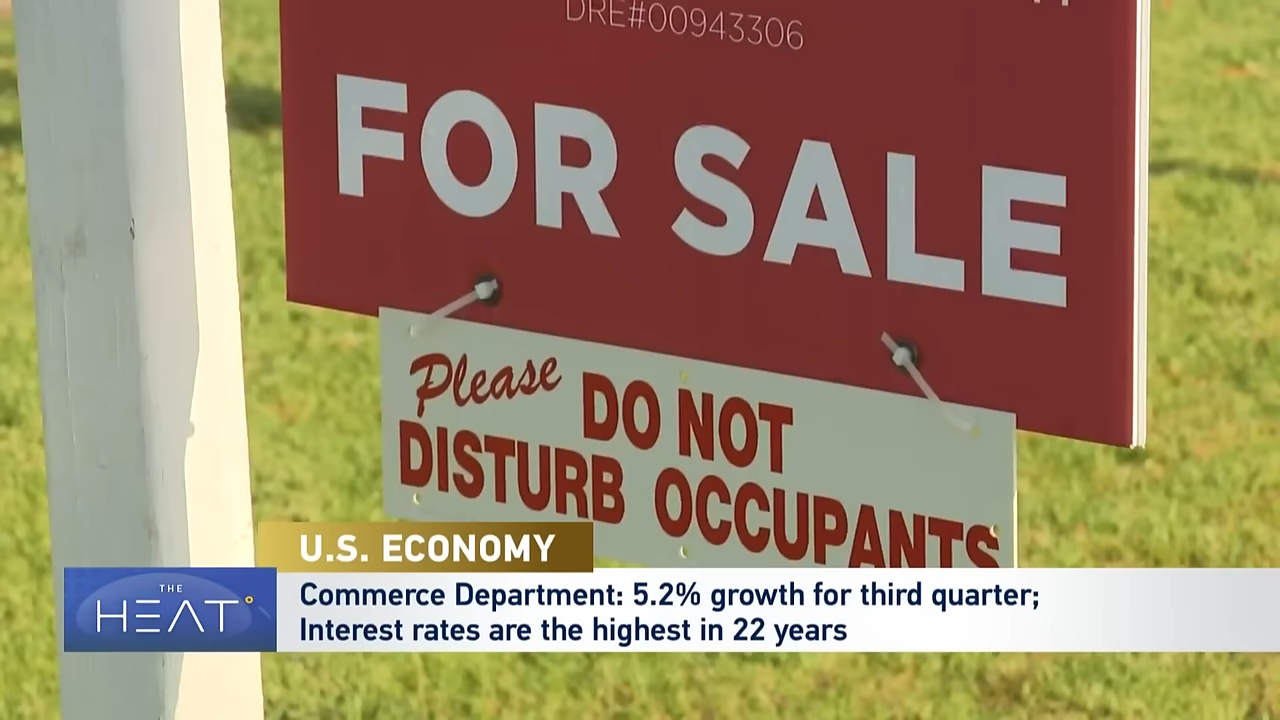 DRE#00943306
FOR SALE
Please DO NOT
DISTURB OCCUPANTS
U.S. ECONOMY
THE
HEAT°
Commerce Department: 5.2% growth for third quarter;
Interest rates are the highest in 22 years